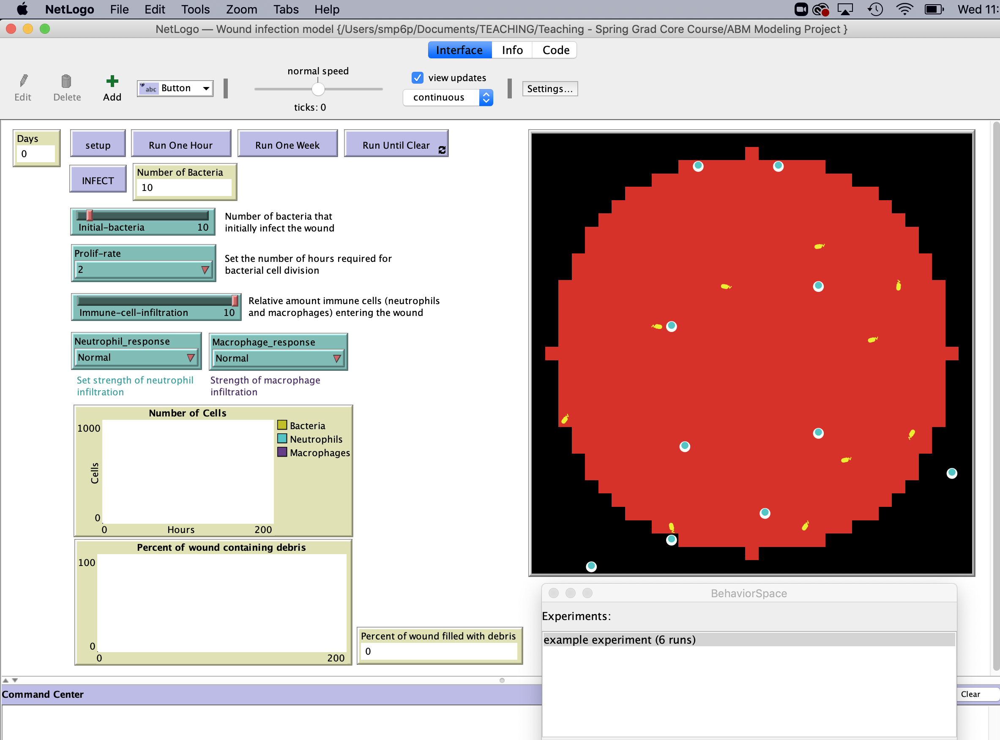 NetLogo File Edit Tools Zoom Tabs Help Wed 11:
NetLogo — Wound infection model {/Users/smp6p/Documents/TEACHING/Teaching - Spring Grad Core Course/ABM Modeling Project }
Interface Info Code
normal speed
view updates
Edit Delete Add abc Button continuous Settings...
ticks: 0
Days
0
setup Run One Hour Run One Week Run Until Clear
INFECT
Number of Bacteria
10
Initial-bacteria 10
Number of bacteria that
initially infect the wound
Prolif-rate
2
Set the number of hours required for
bacterial cell division
Immune-cell-infiltration 10
Relative amount immune cells (neutrophils
and macrophages) entering the wound
Neutrophil_response
Normal
Macrophage_response
Normal
Set strength of neutrophil
infiltration
Strength of macrophage
infiltration
Number of Cells
1000
Cells
0
0 Hours 200
Bacteria
Neutrophils
Macrophages
Percent of wound containing debris
100
0
0 200
Percent of wound filled with debris
0
BehaviorSpace
Experiments:
example experiment (6 runs)
Command Center Clear